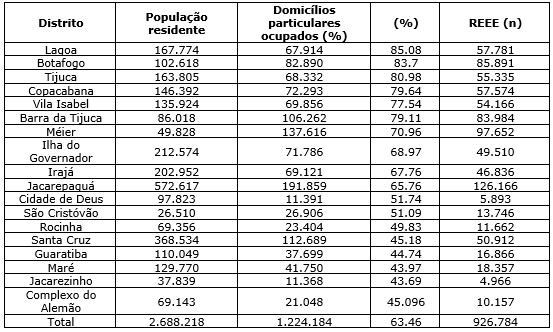 Distrito População residente Domicílios particulares ocupados (%) (%) REEE (n)
Lagoa 167.774 67.914 85.08 57.781
Botafogo 102.618 82.890 83.7 85.891
Tijuca 163.805 68.332 80.98 55.335
Copacabana 146.392 72.293 79.64 57.574
Vila Isabel 135.924 69.856 77.54 54.166
Barra da Tijuca 86.018 106.262 79.11 83.984
Méier 49.828 137.616 70.96 97.652
Ilha do Governador 212.574 71.786 68.97 49.510
Irajá 202.952 69.121 67.76 46.836
Jacarepaguá 572.617 191.859 65.76 126.166
Cidade de Deus 97.823 11.391 51.74 5.893
São Cristóvão 26.510 26.906 51.09 13.746
Rocinha 69.356 23.404 49.83 11.662
Santa Cruz 368.534 112.689 45.18 50.912
Guaratiba 110.049 37.699 44.74 16.866
Maré 129.770 41.750 43.97 18.357
Jacarezinho 37.839 11.368 43.69 4.966
Complexo do Alemão 69.143 21.048 45.096 10.157
Total 2.688.218 1.224.184 63.46 926.784